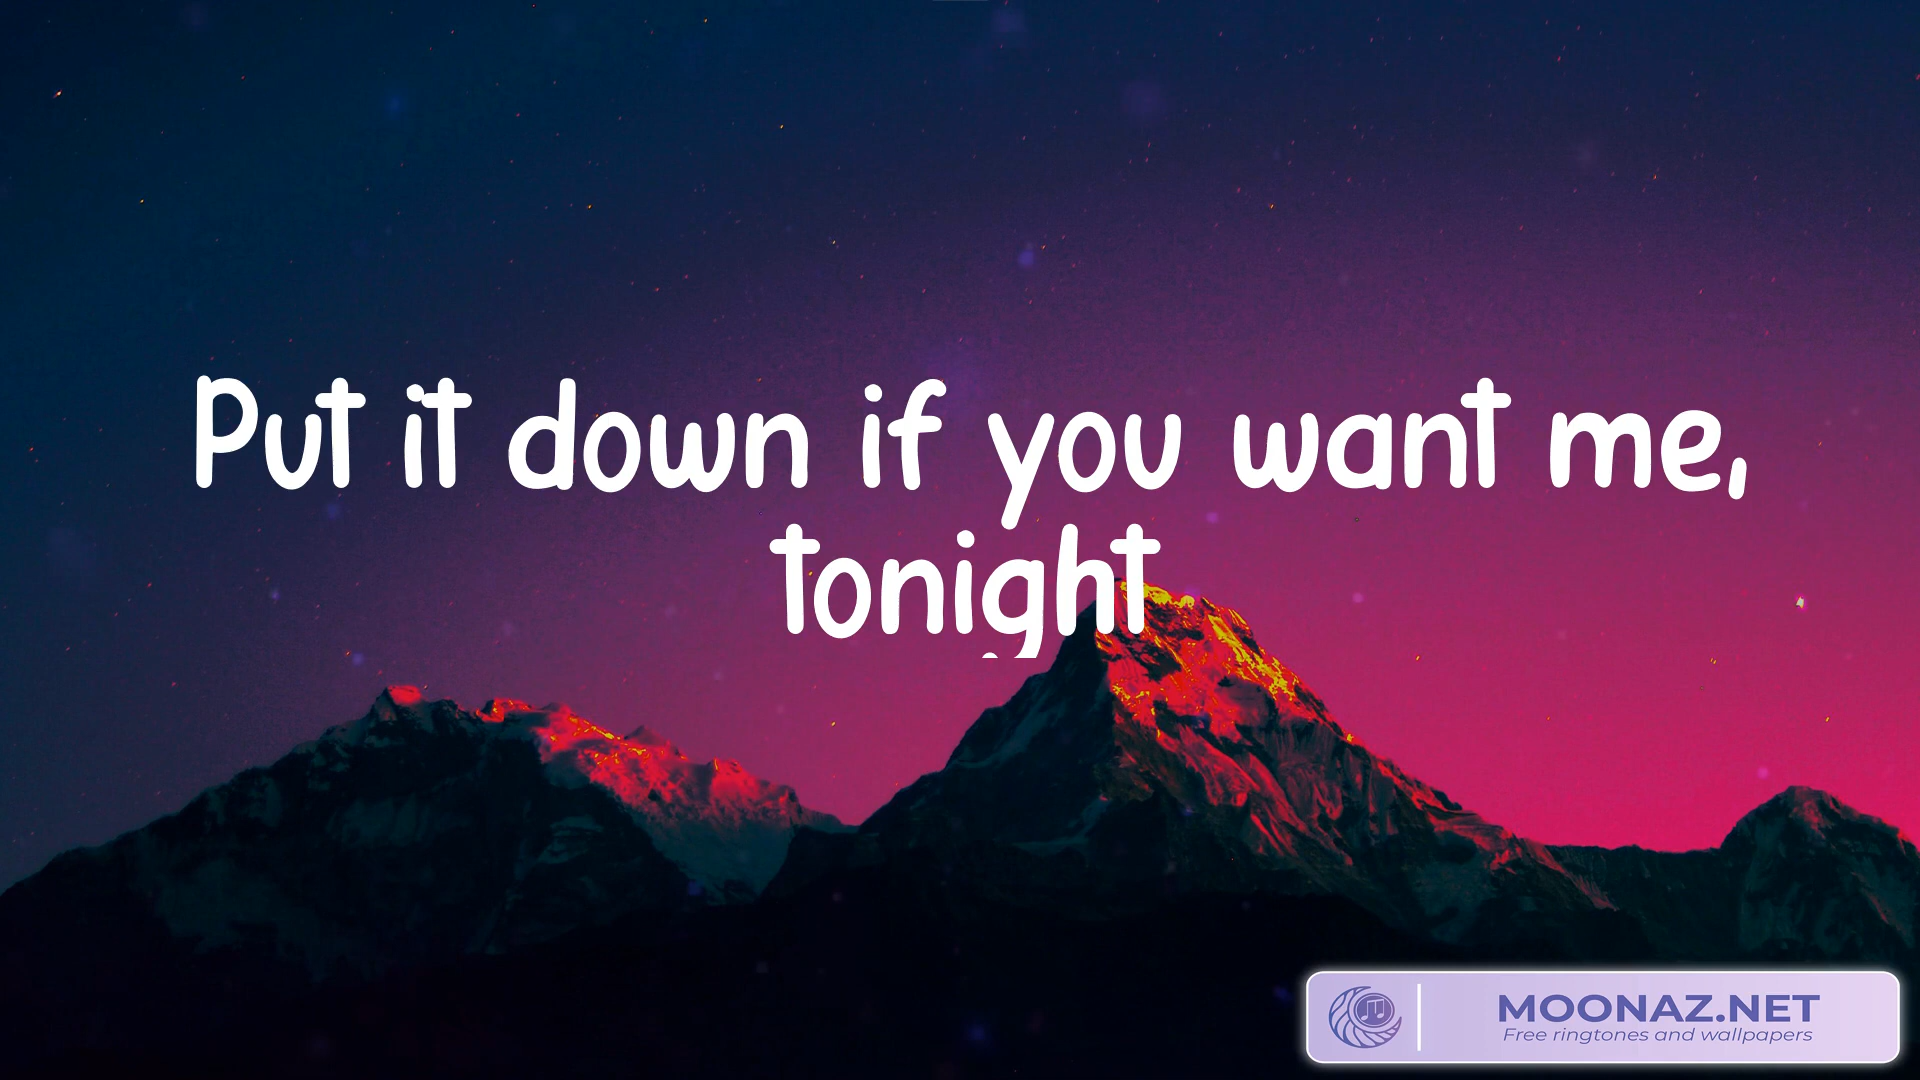 Put it down if you want me,
tonight
MOONAZ.NET
Free ringtones and wallpapers